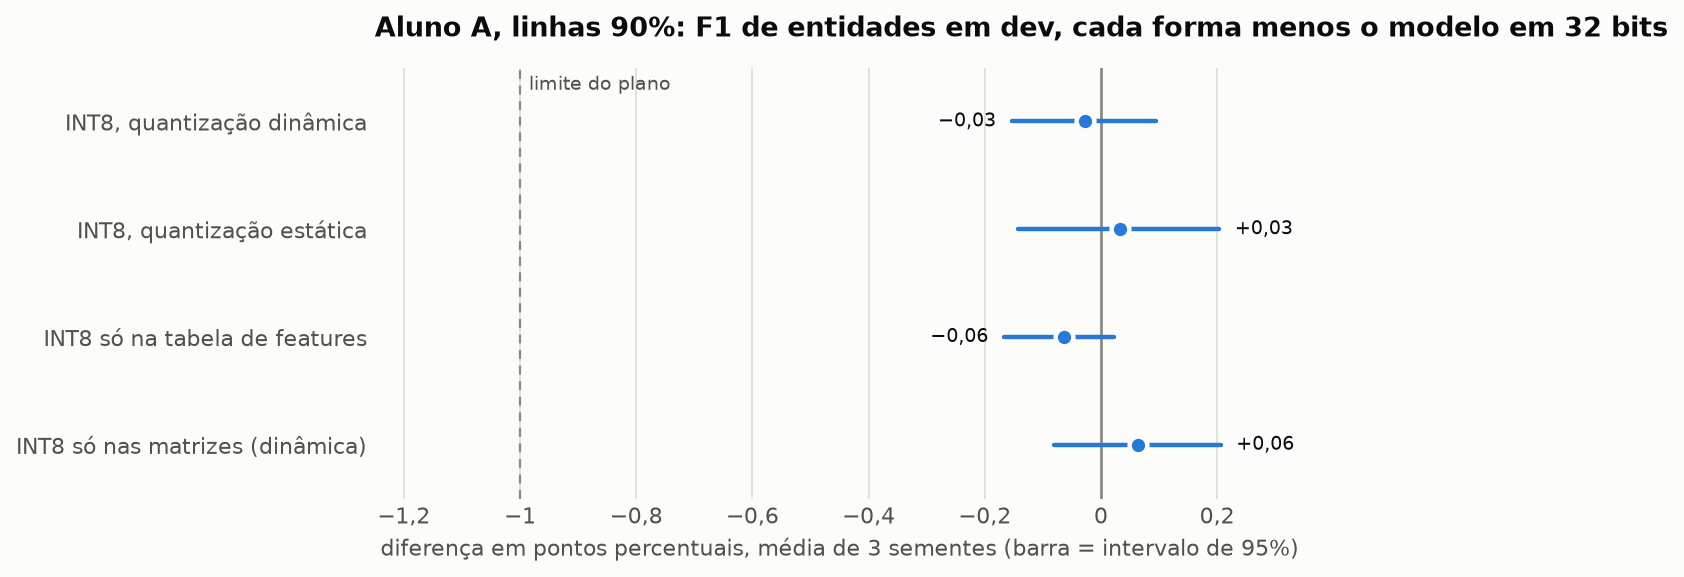 Aluno A, linhas 90%: F1 de entidades em dev, cada forma menos o modelo em 32 bits
limite do plano
INT8, quantização dinâmica
−0,03
INT8, quantização estática
+0,03
INT8 só na tabela de features
−0,06
INT8 só nas matrizes (dinâmica)
+0,06
−1,2 −1 −0,8 −0,6 −0,4 −0,2 0 0,2
diferença em pontos percentuais, média de 3 sementes (barra = intervalo de 95%)